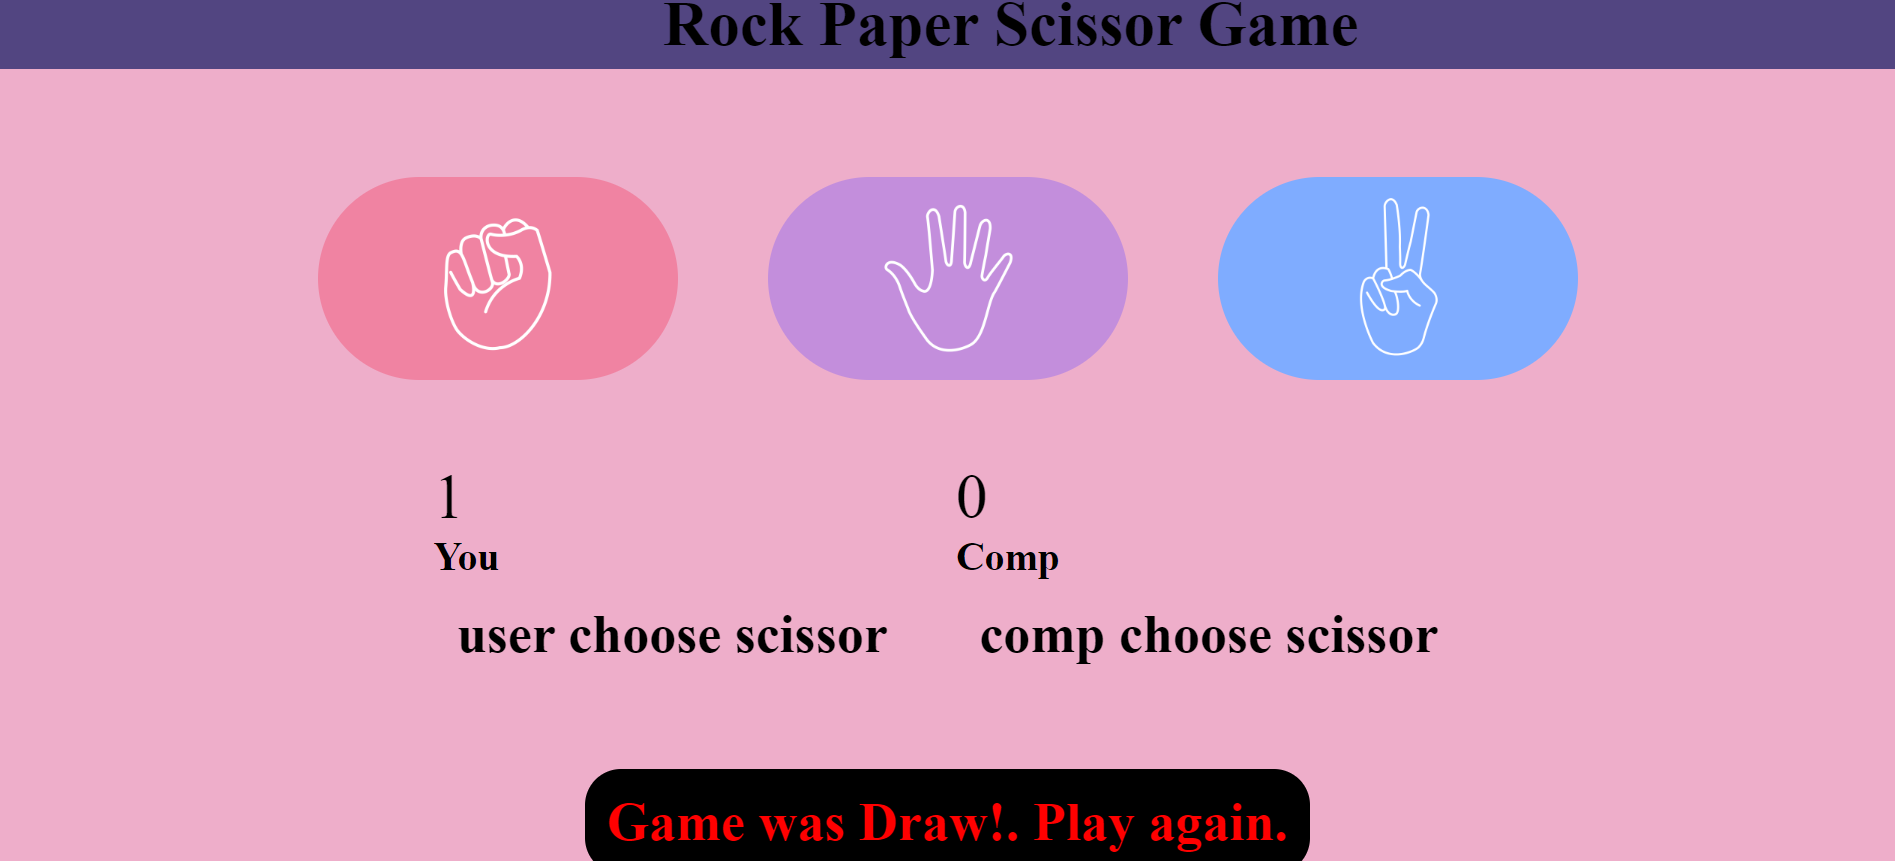 Rock Paper Scissor Game
1
0
You
Comp
user choose scissor
comp choose scissor
Game was Draw!. Play again.